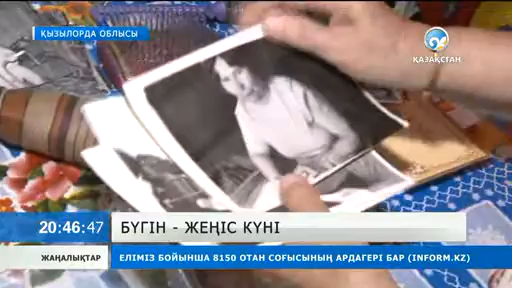 ҚЫЗЫЛОРДА ОБЛЫСЫ
ҚАЗАҚСТАН
20:46:47
БҮГІН - ЖЕҢІС КҮНІ
ЖАҢАЛЫҚТАР
ЕЛІМІЗ БОЙЫНША 8150 ОТАН СОҒЫСЫНЫҢ АРДАГЕРІ БАР (INFORM.KZ)